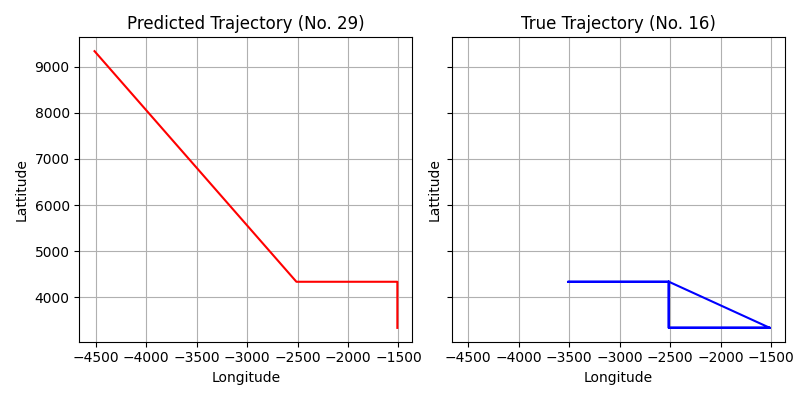 Predicted Trajectory (No. 29)
True Trajectory (No. 16)
Lattitude
9000
8000
7000
6000
5000
4000
−4500 −4000 −3500 −3000 −2500 −2000 −1500
Longitude
Lattitude
−4500 −4000 −3500 −3000 −2500 −2000 −1500
Longitude